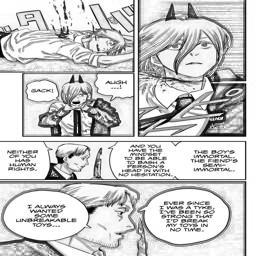 AUGH
...!
GACK!
THE BOY'S
IMMORTAL,
THE FIEND'S
SEMI-
IMMORTAL...
AND YOU
HAVE THE
MINDSET
TO BE ABLE
TO BASH A
PERSON'S
HEAD IN WITH
NO HESITATION.
NEITHER
OF YOU
HAS
HUMAN
RIGHTS.
EVER SINCE
I WAS A TYKE,
I'VE BEEN SO
STRONG THAT
I'D BREAK
MY TOYS IN
NO TIME.
I ALWAYS
WANTED
SOME
UNBREAKABLE
TOYS...